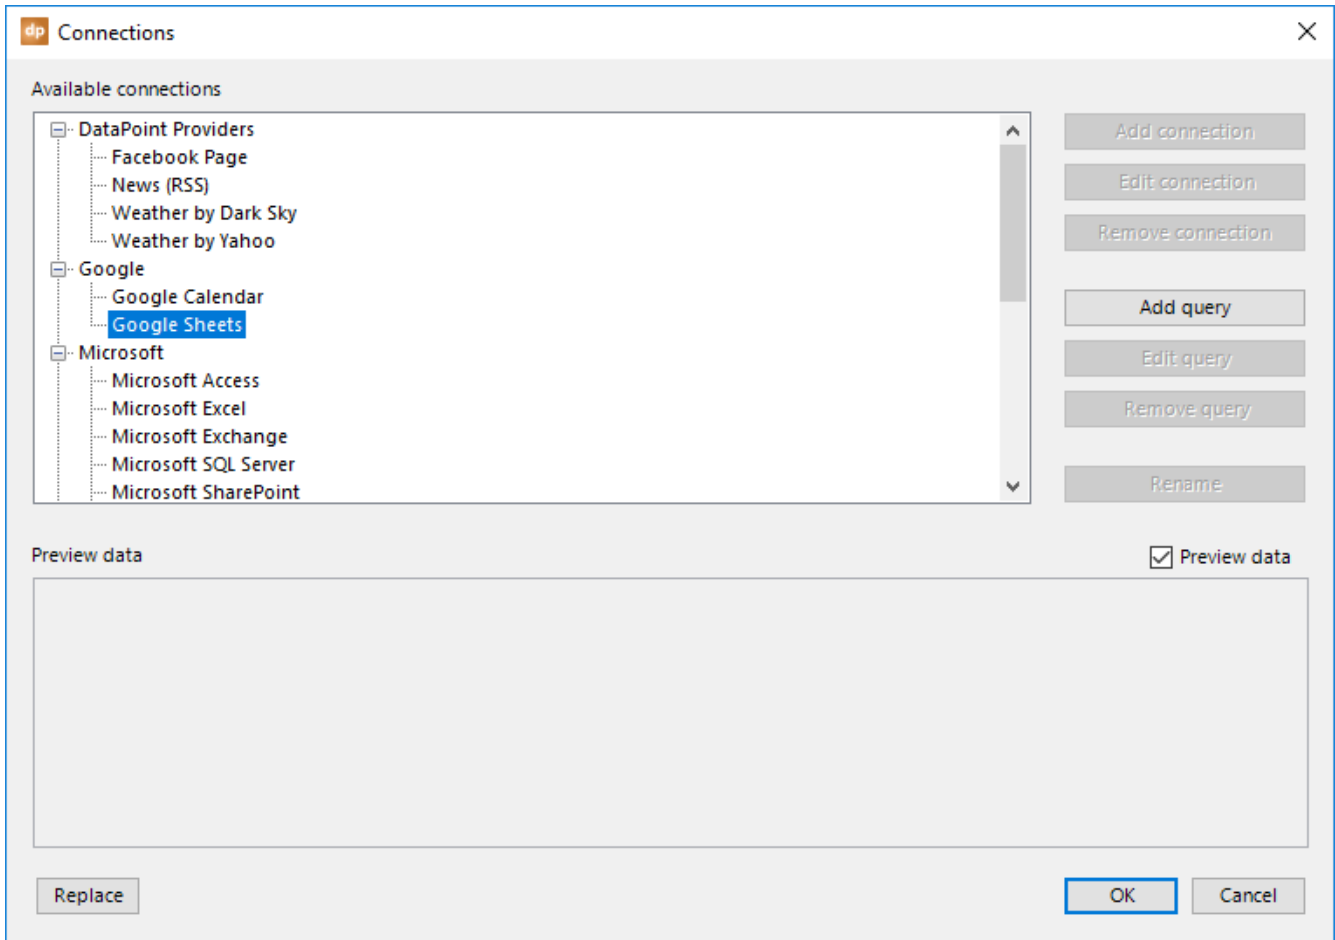 dp Connections
Available connections
DataPoint Providers
Facebook Page
News (RSS)
Weather by Dark Sky
Weather by Yahoo
Google
Google Calendar
Google Sheets
Microsoft
Microsoft Access
Microsoft Excel
Microsoft Exchange
Microsoft SQL Server
Microsoft SharePoint
Add connection
Edit connection
Remove connection
Add query
Edit query
Remove query
Rename
Preview data
Preview data
Replace
OK
Cancel